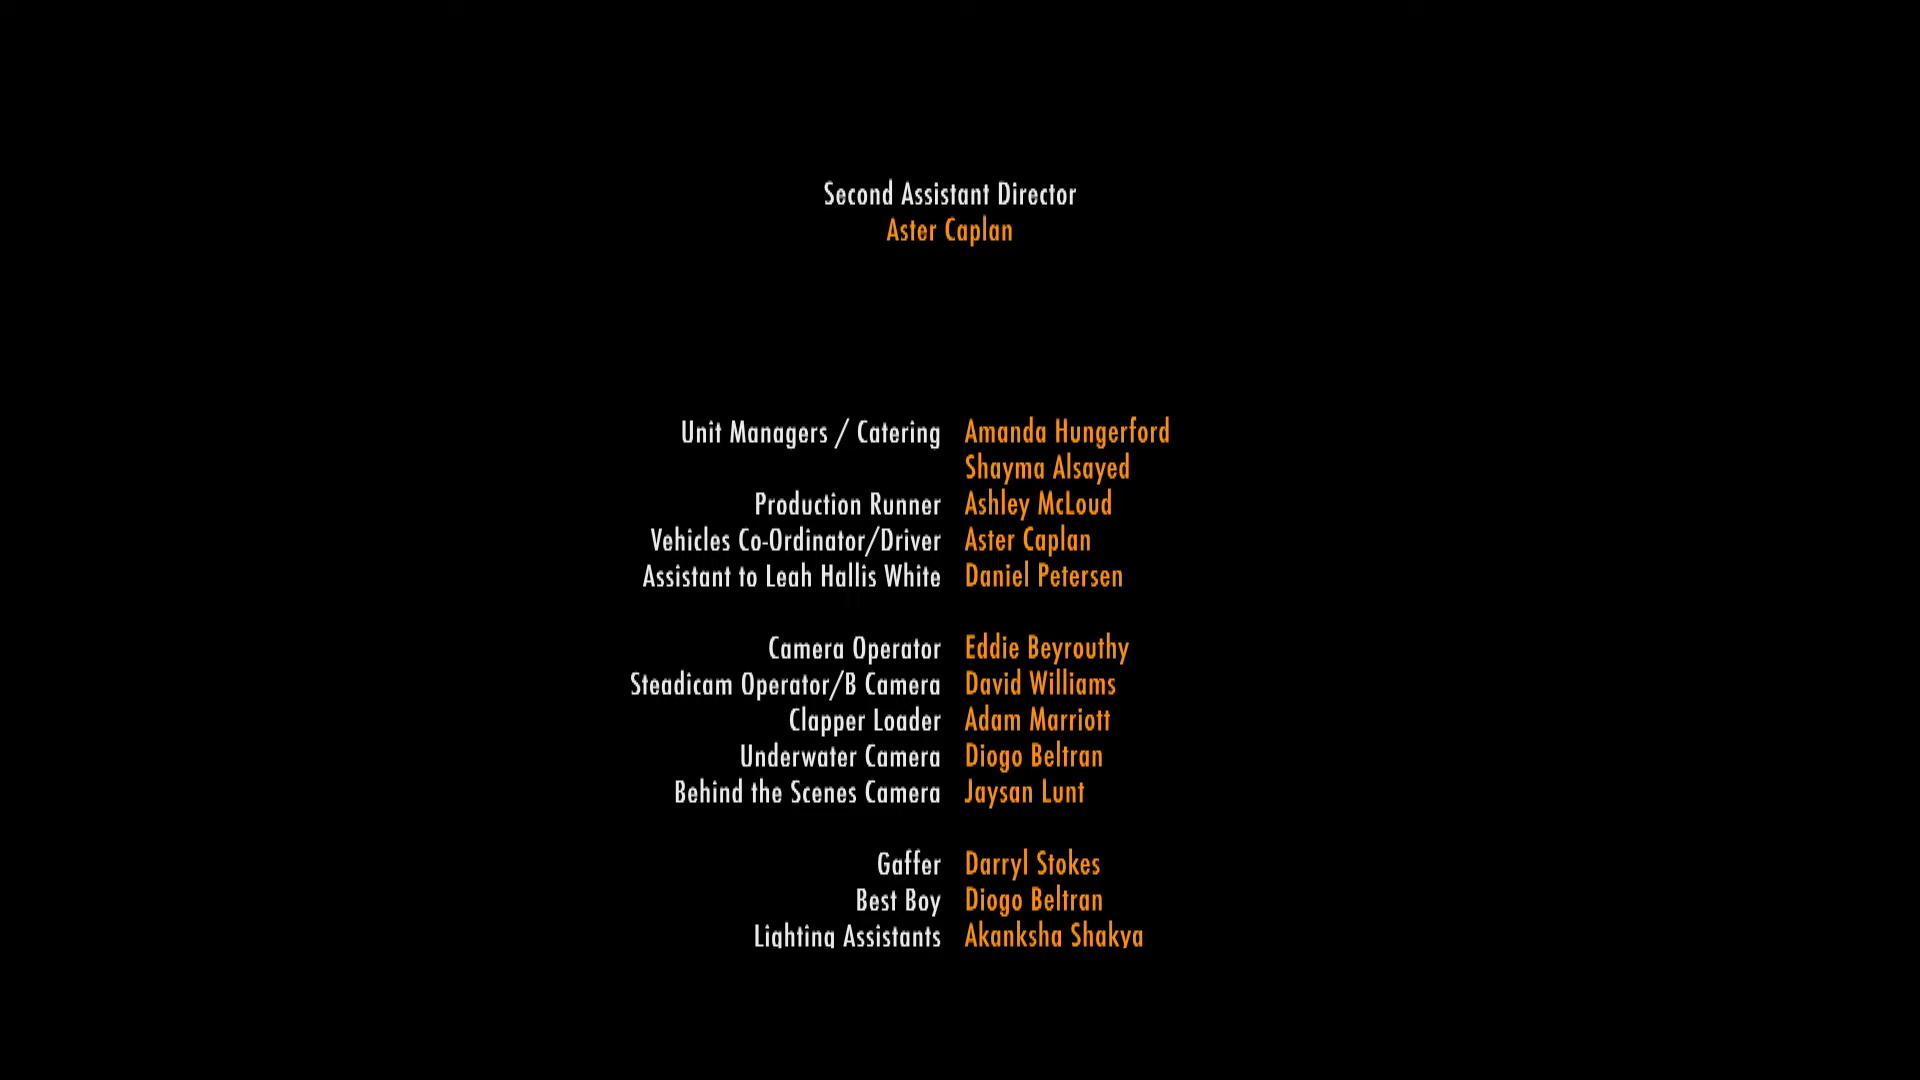 Second Assistant Director
Aster Caplan
Unit Managers / Catering Amanda Hungerford
Shayma Alsayed
Production Runner Ashley McLoud
Vehicles Co-Ordinator/Driver Aster Caplan
Assistant to Leah Hallis White Daniel Petersen
Camera Operator Eddie Beyrouthy
Steadicam Operator/B Camera David Williams
Clapper Loader Adam Marriott
Underwater Camera Diogo Beltran
Behind the Scenes Camera Jaysan Lunt
Gaffer Darryl Stokes
Best Boy Diogo Beltran
Lighting Assistants Akanksha Shakya